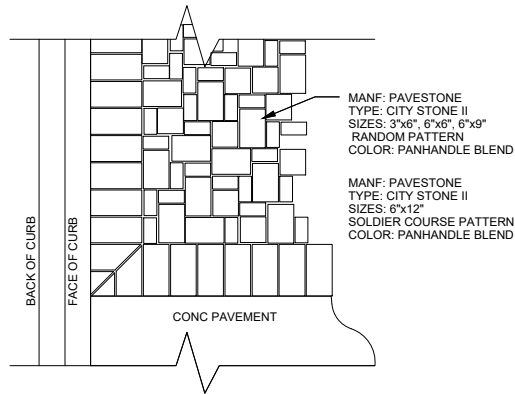 MANF: PAVESTONE
TYPE: CITY STONE II
SIZES: 3"x6", 6"x6", 6"x9"
RANDOM PATTERN
COLOR: PANHANDLE BLEND
MANF: PAVESTONE
TYPE: CITY STONE II
SIZES: 6"x12"
SOLDIER COURSE PATTERN
COLOR: PANHANDLE BLEND
BACK OF CURB
FACE OF CURB
CONC PAVEMENT